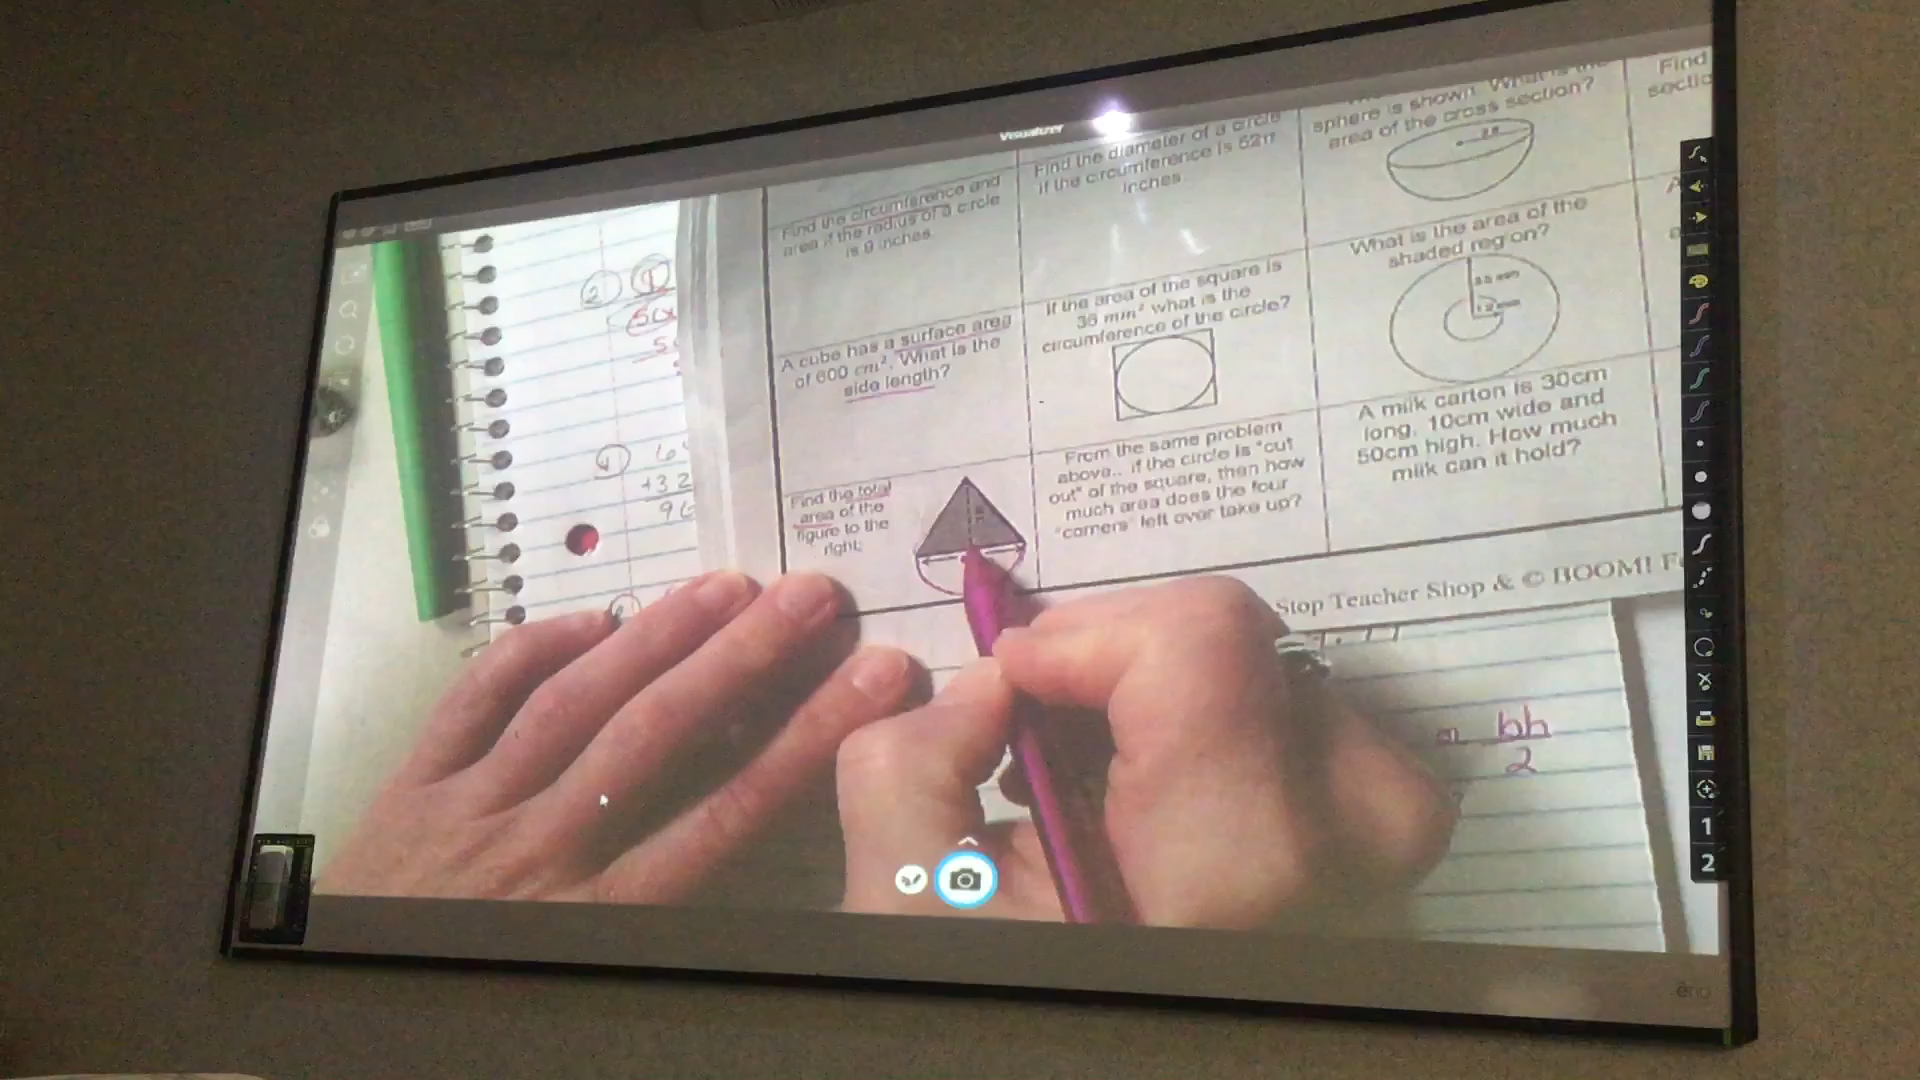 Visualizer
Find the circumference and
area if the radius of a circle
is 9 inches.
Find the diameter of a circle
if the circumference is 52π
inches.
sphere is shown. What is the
area of the cross section?
Find
sectio
A cube has a surface area
of 600 cm². What is the
side length?
If the area of the square is
36 mm² what is the
circumference of the circle?
What is the area of the
shaded region?
Find the total
area of the
figure to the
right:
From the same problem
above.. if the circle is "cut
out" of the square, then how
much area does the four
"corners" left over take up?
A milk carton is 30cm
long, 10cm wide and
50cm high. How much
milk can it hold?
Stop Teacher Shop & © BOOM! F
2
+32
bh
2
1
2
eno